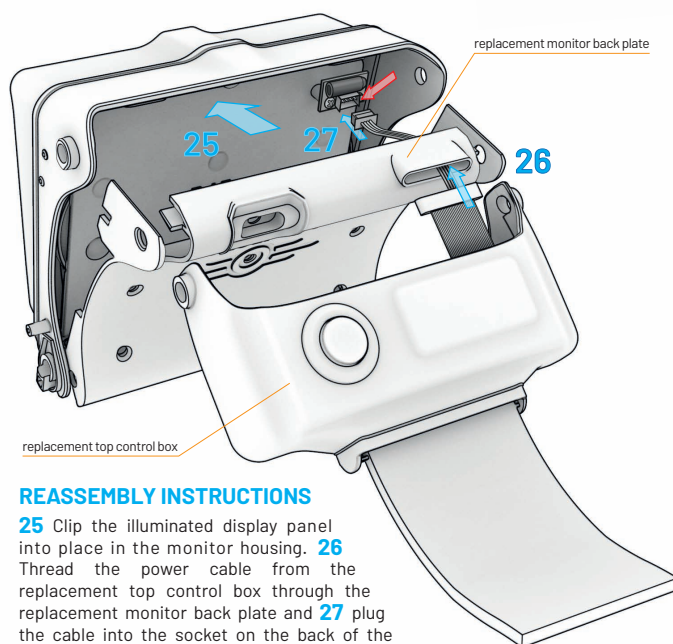 replacement monitor back plate
25
27
26
replacement top control box
REASSEMBLY INSTRUCTIONS
25 Clip the illuminated display panel
into place in the monitor housing. 26
Thread the power cable from the
replacement top control box through the
replacement monitor back plate and 27 plug
the cable into the socket on the back of the